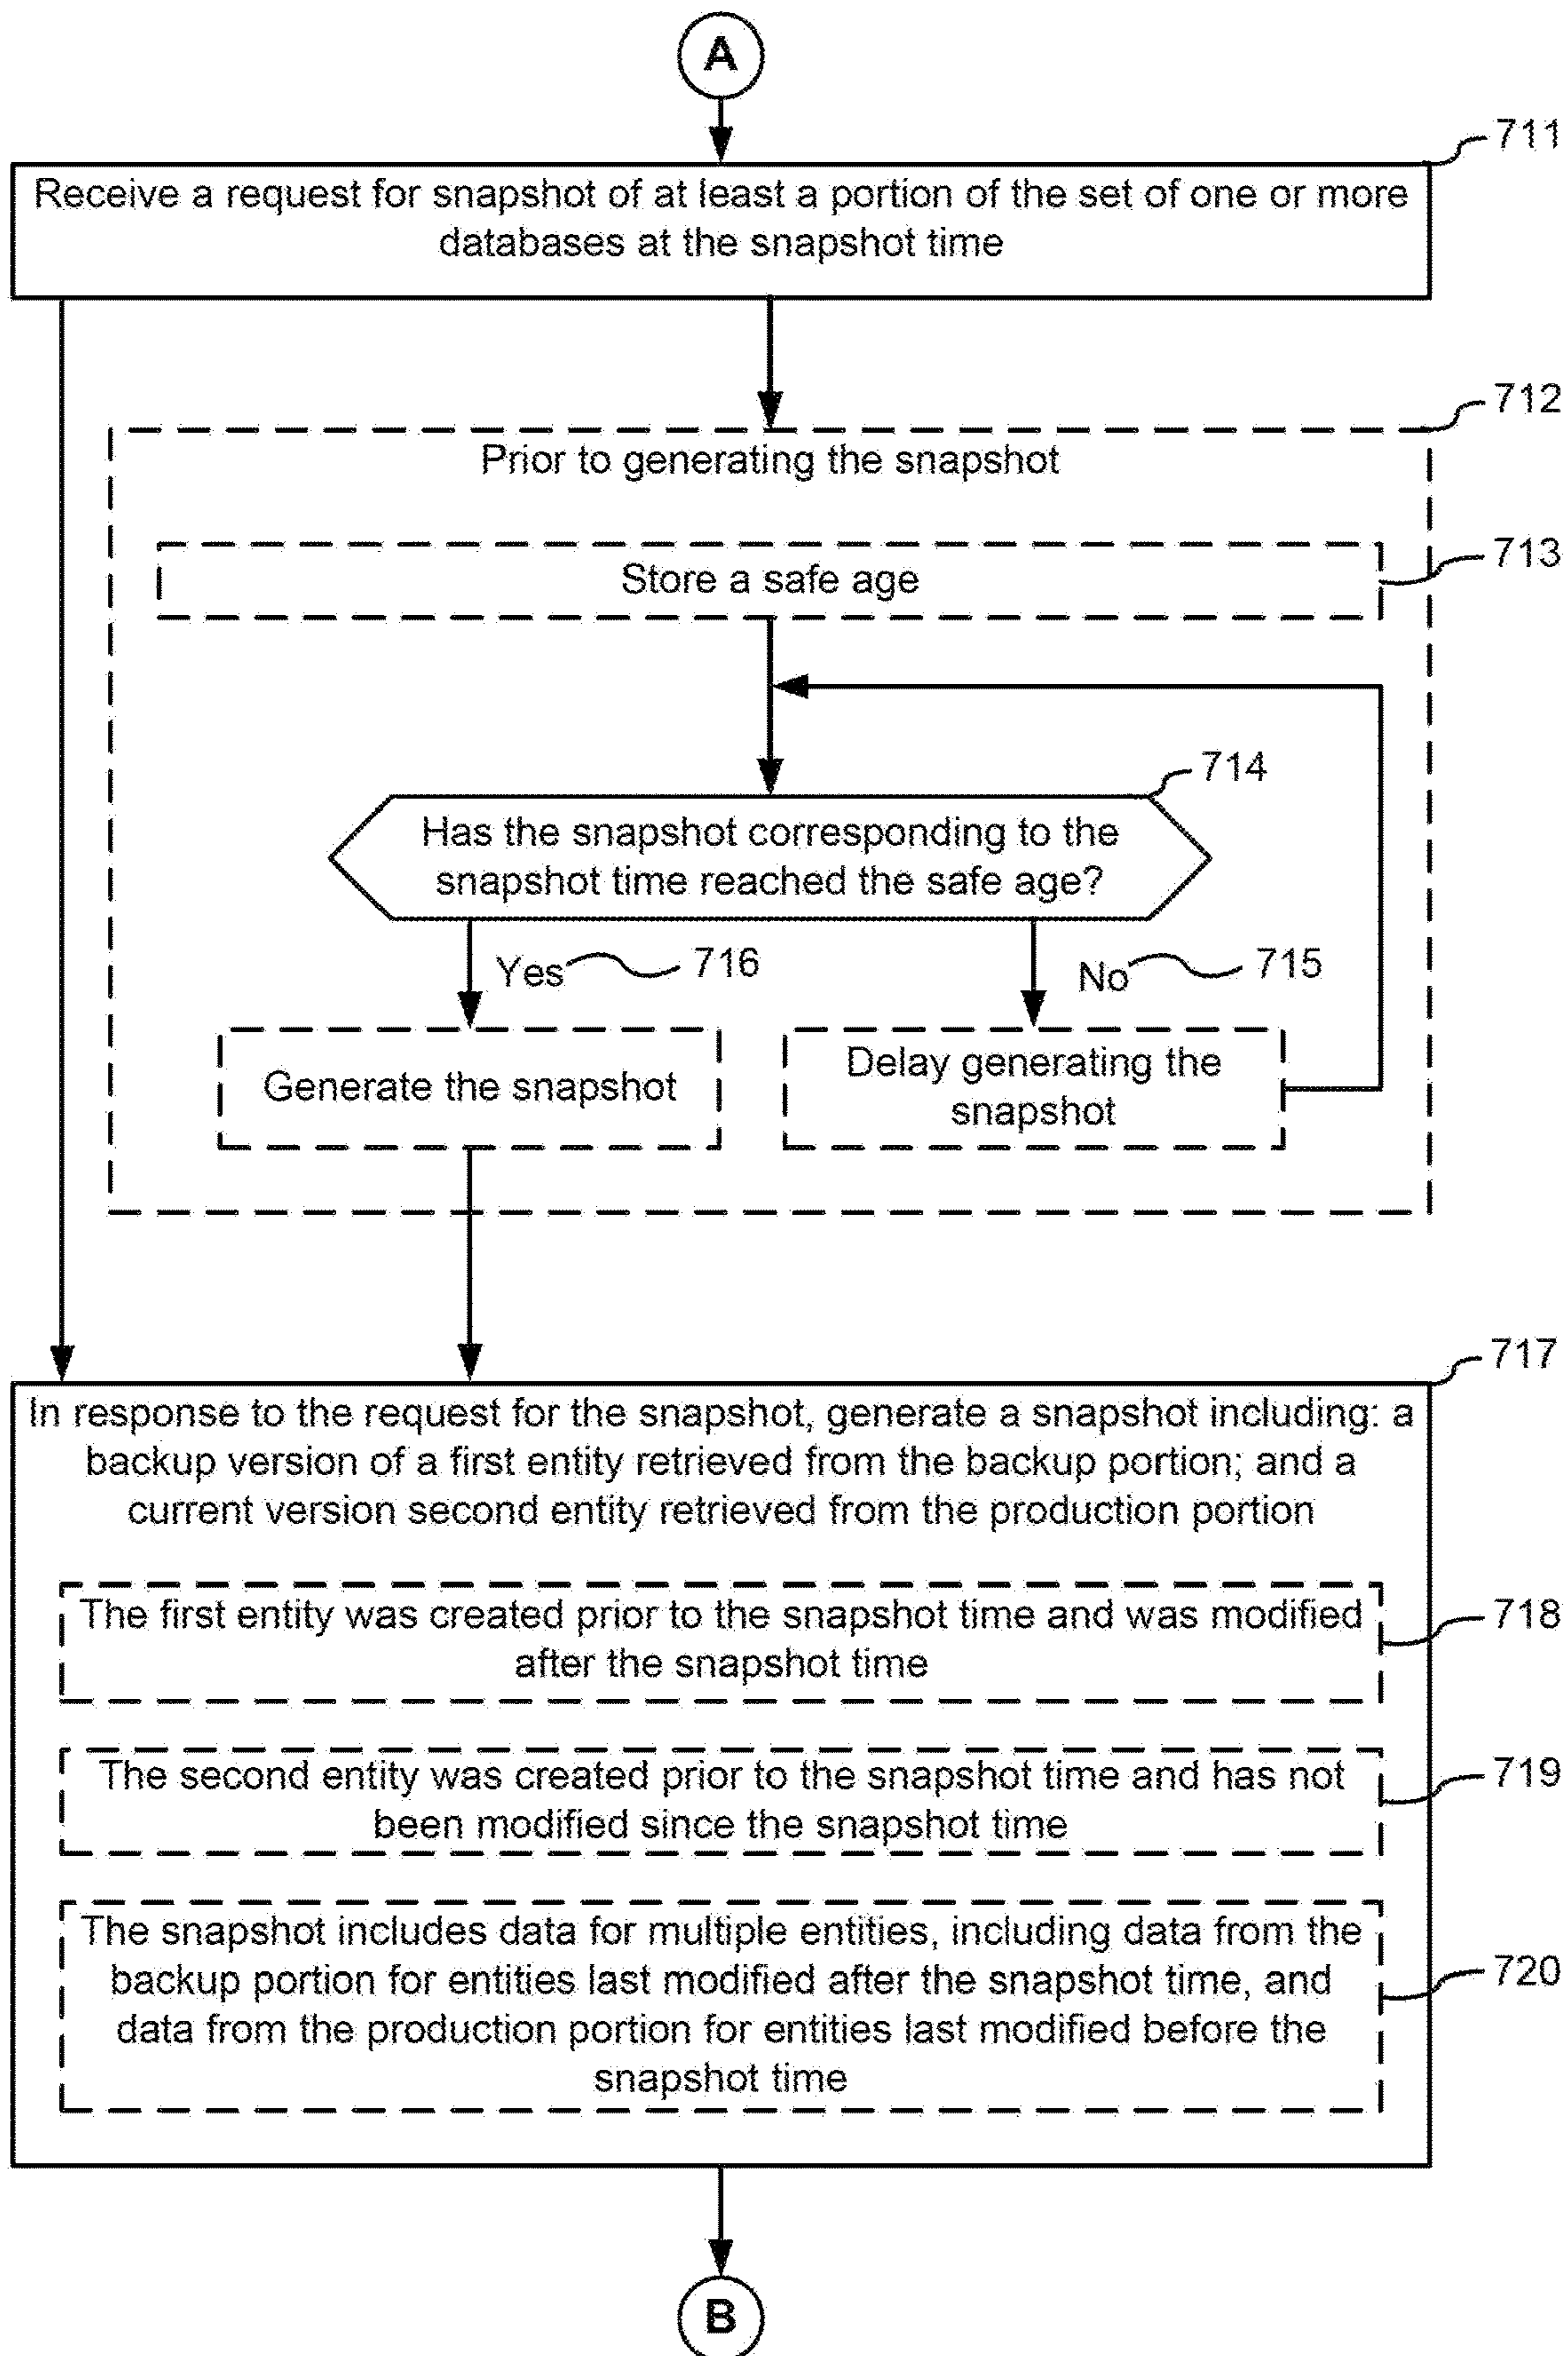 A
711
Receive a request for snapshot of at least a portion of the set of one or more
databases at the snapshot time
712
Prior to generating the snapshot
713
Store a safe age
714
Has the snapshot corresponding to the
snapshot time reached the safe age?
Yes 716
No 715
Generate the snapshot
Delay generating the
snapshot
717
In response to the request for the snapshot, generate a snapshot including: a
backup version of a first entity retrieved from the backup portion; and a
current version second entity retrieved from the production portion
718
The first entity was created prior to the snapshot time and was modified
after the snapshot time
719
The second entity was created prior to the snapshot time and has not
been modified since the snapshot time
The snapshot includes data for multiple entities, including data from the
backup portion for entities last modified after the snapshot time, and
720
data from the production portion for entities last modified before the
snapshot time
B